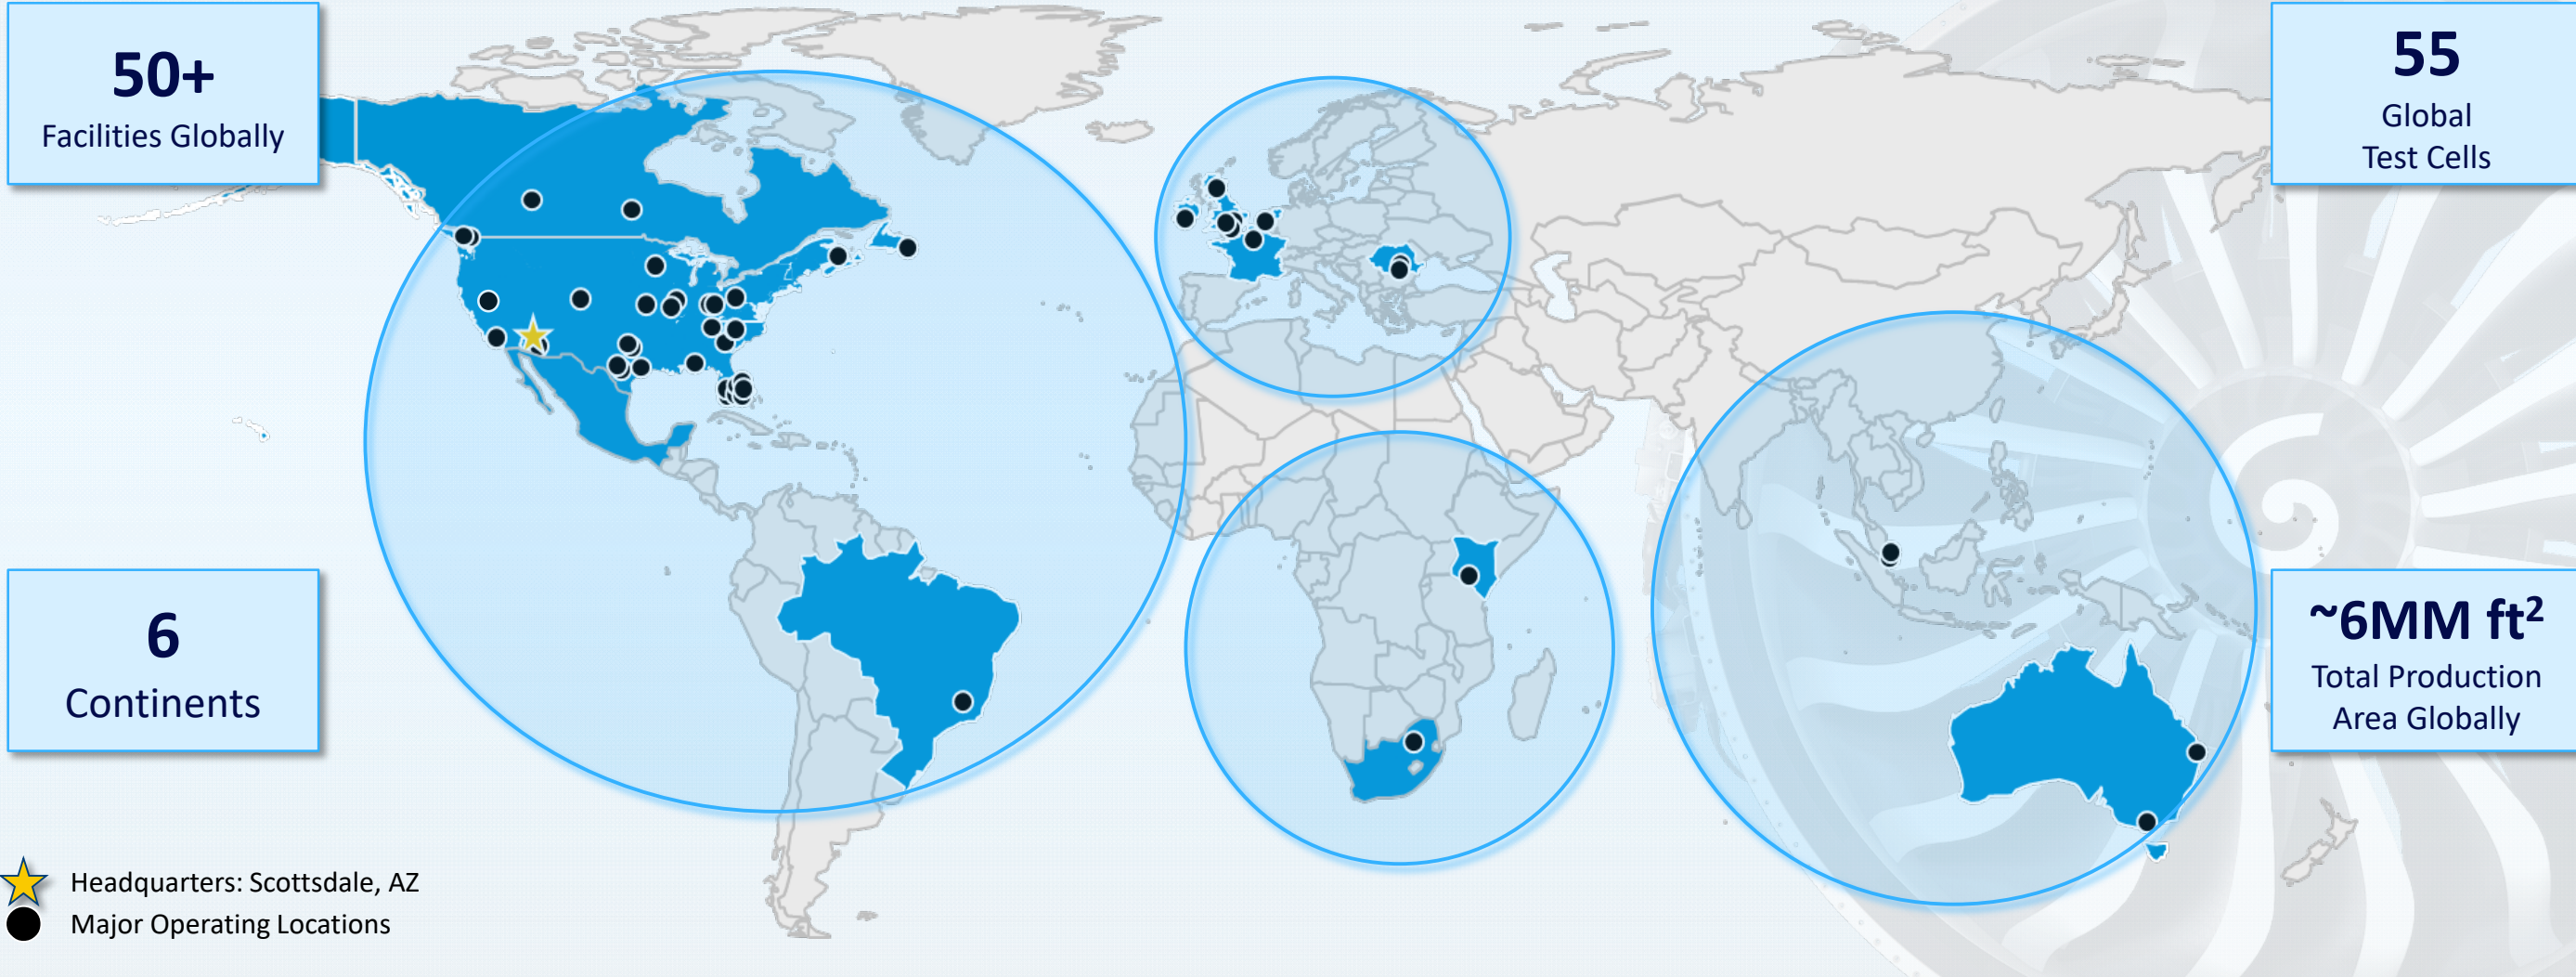 50+
Facilities Globally
55
Global
Test Cells
6
Continents
~6MM ft²
Total Production
Area Globally
Headquarters: Scottsdale, AZ
Major Operating Locations